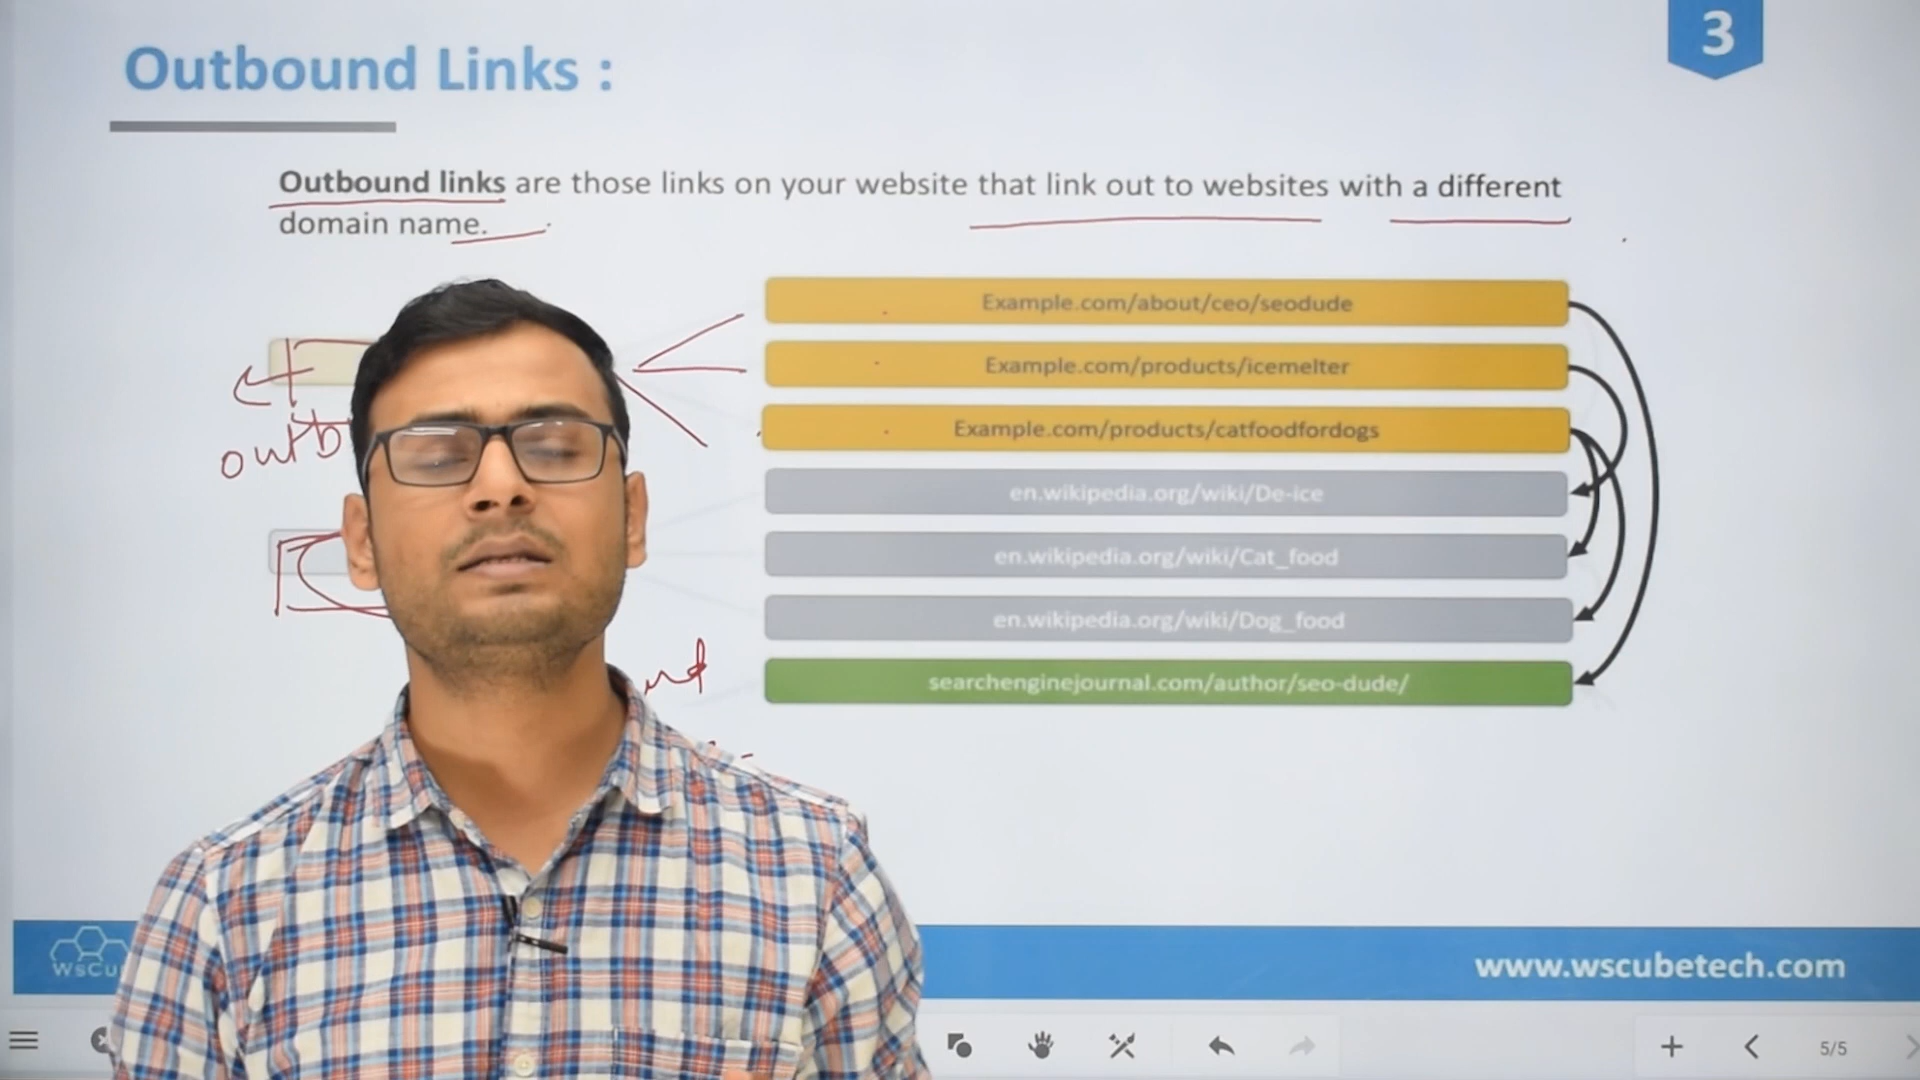 3
Outbound Links :
Outbound links are those links on your website that link out to websites with a different
domain name.
Example.com/about/ceo/seodude
Example.com/products/icemelter
Example.com/products/catfoodfordogs
en.wikipedia.org/wiki/De-ice
en.wikipedia.org/wiki/Cat_food
en.wikipedia.org/wiki/Dog_food
searchenginejournal.com/author/seo-dude/
outb
WsCu
www.wscubetech.com
5/5